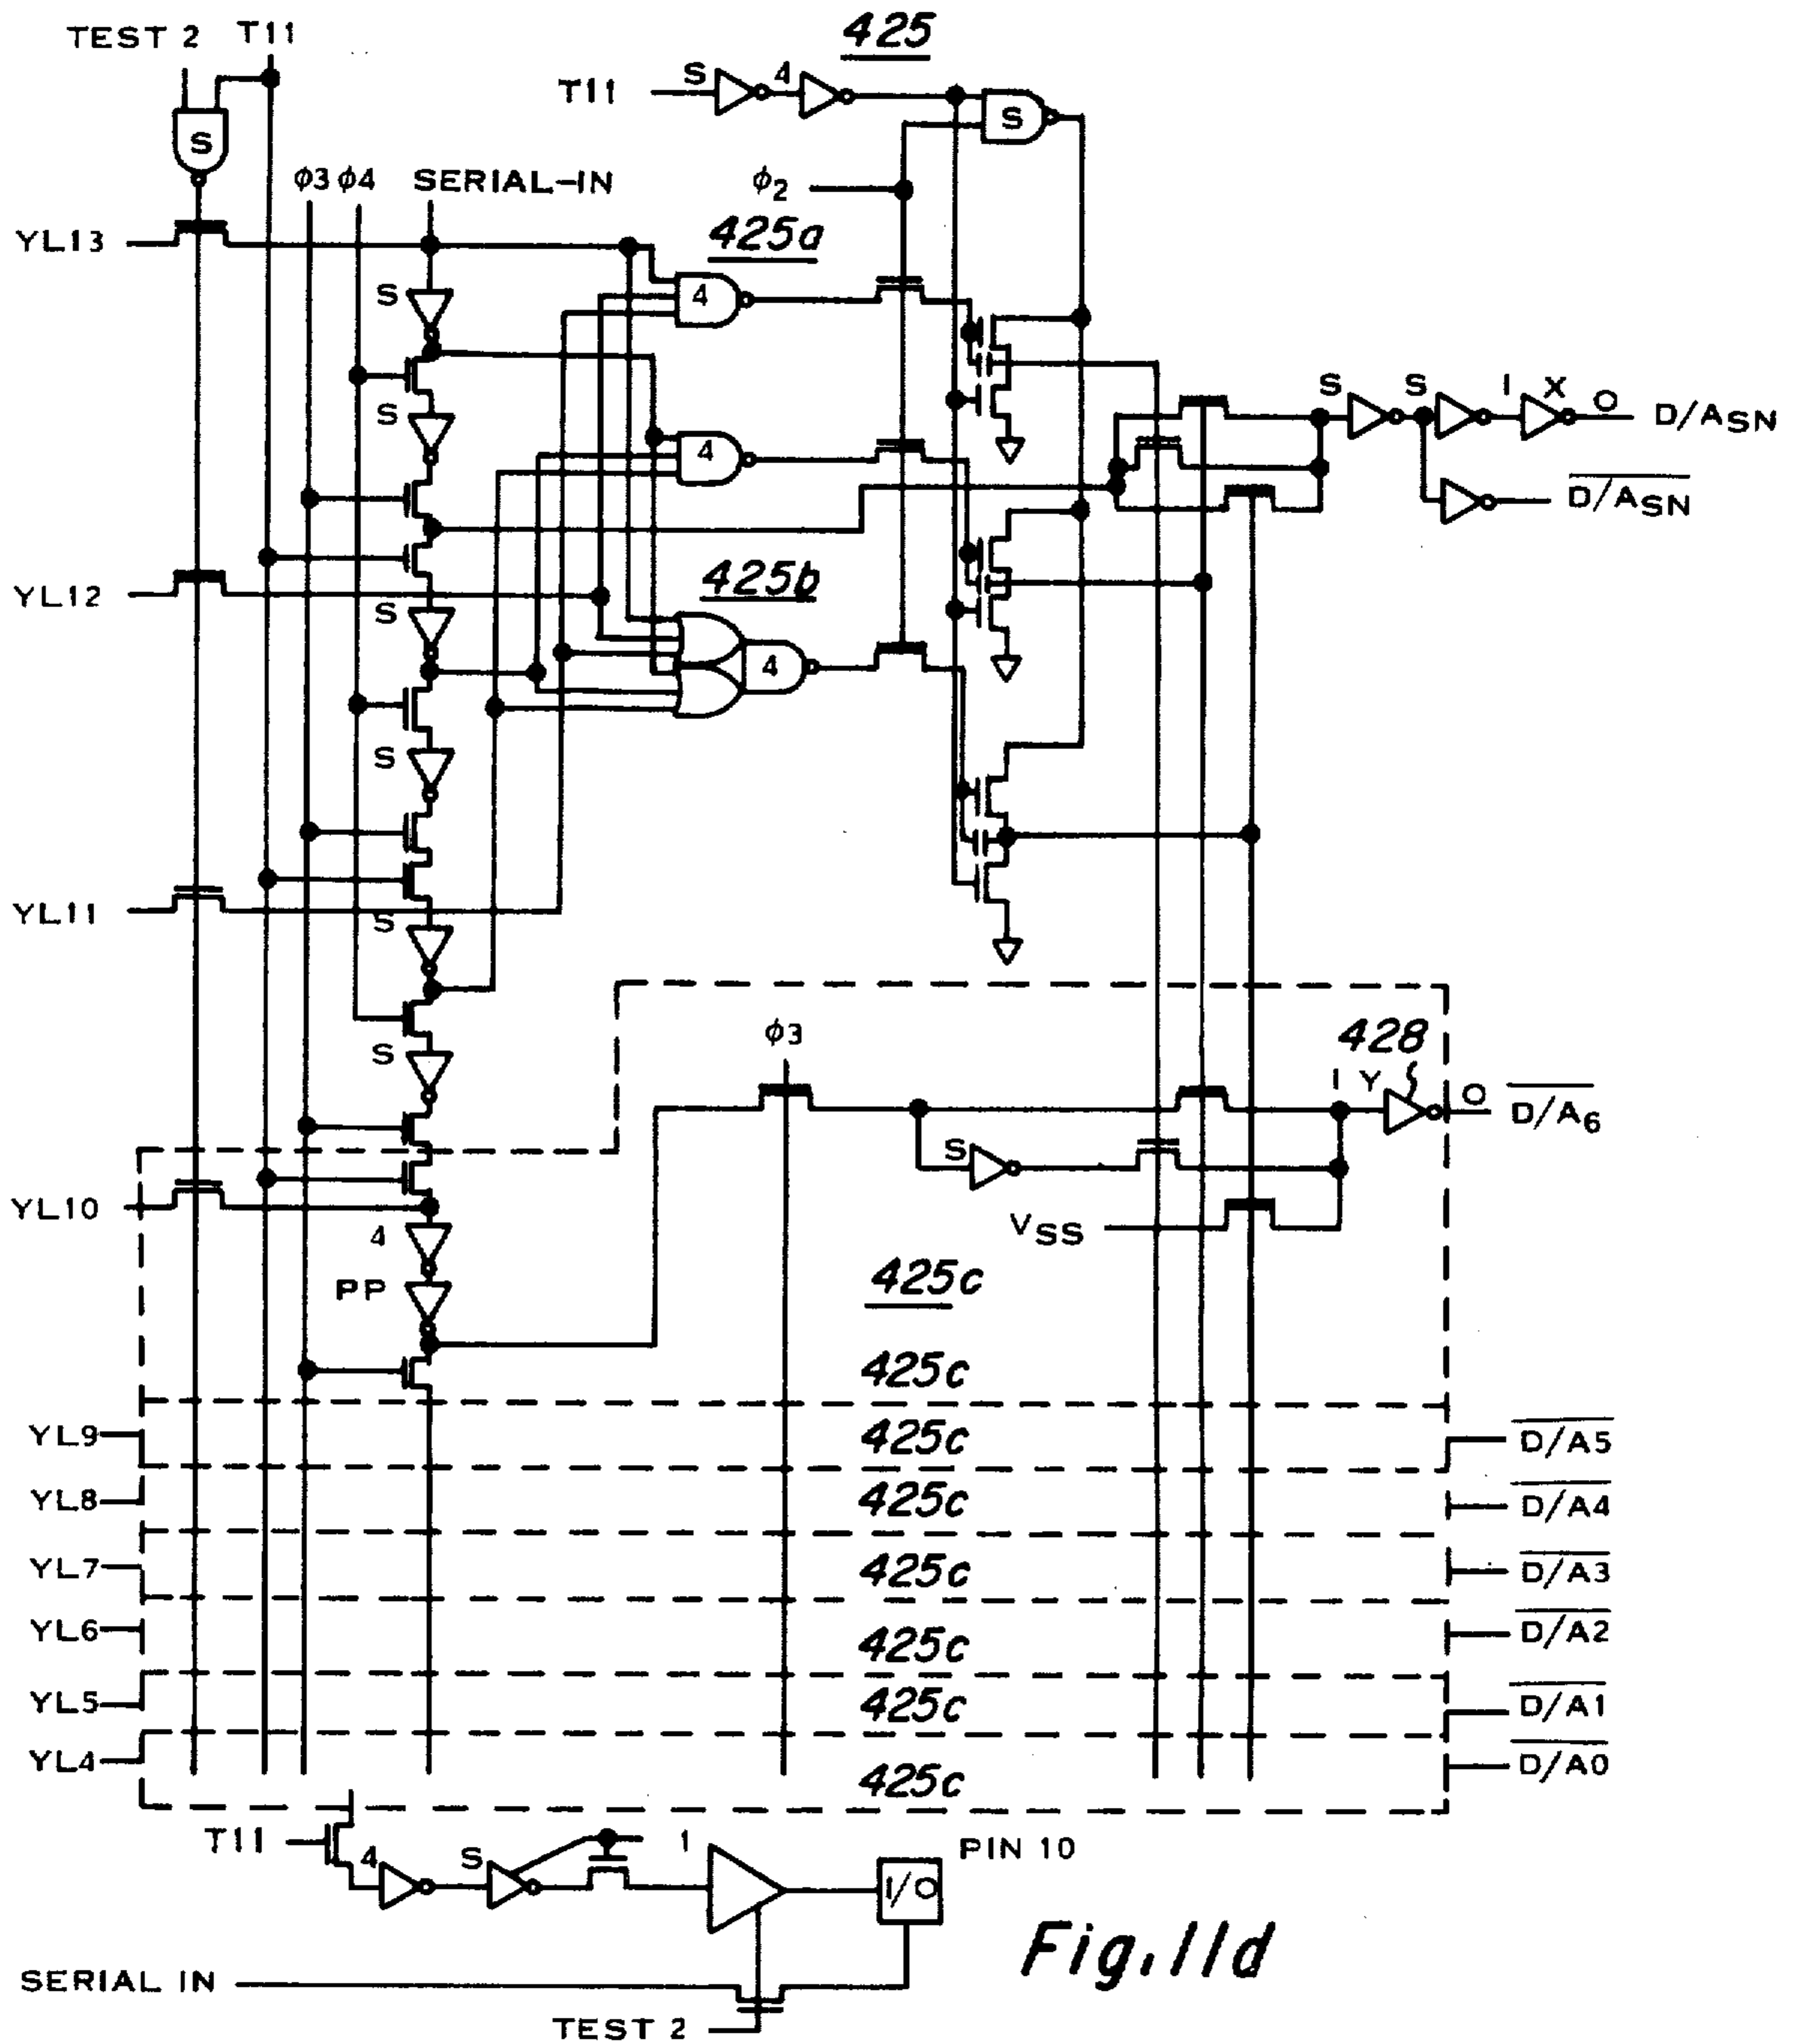 TEST 2 T11 425
T11 S 4
S S
φ3 φ4 SERIAL-IN φ2
YL13 425a
S 4
S S S 1 X O D/ASN
4
D/ASN
YL12 425b
S
4
S
YL11
S
φ3 428
S 1 Y O D/A6
S
YL10
VSS
4
PP 425c
425c
YL9 425c D/A5
YL8 425c D/A4
YL7 425c D/A3
YL6 425c D/A2
YL5 425c D/A1
YL4 425c D/A0
T11 4 S 1 PIN 10
I/O
SERIAL IN
TEST 2
Fig. 11d